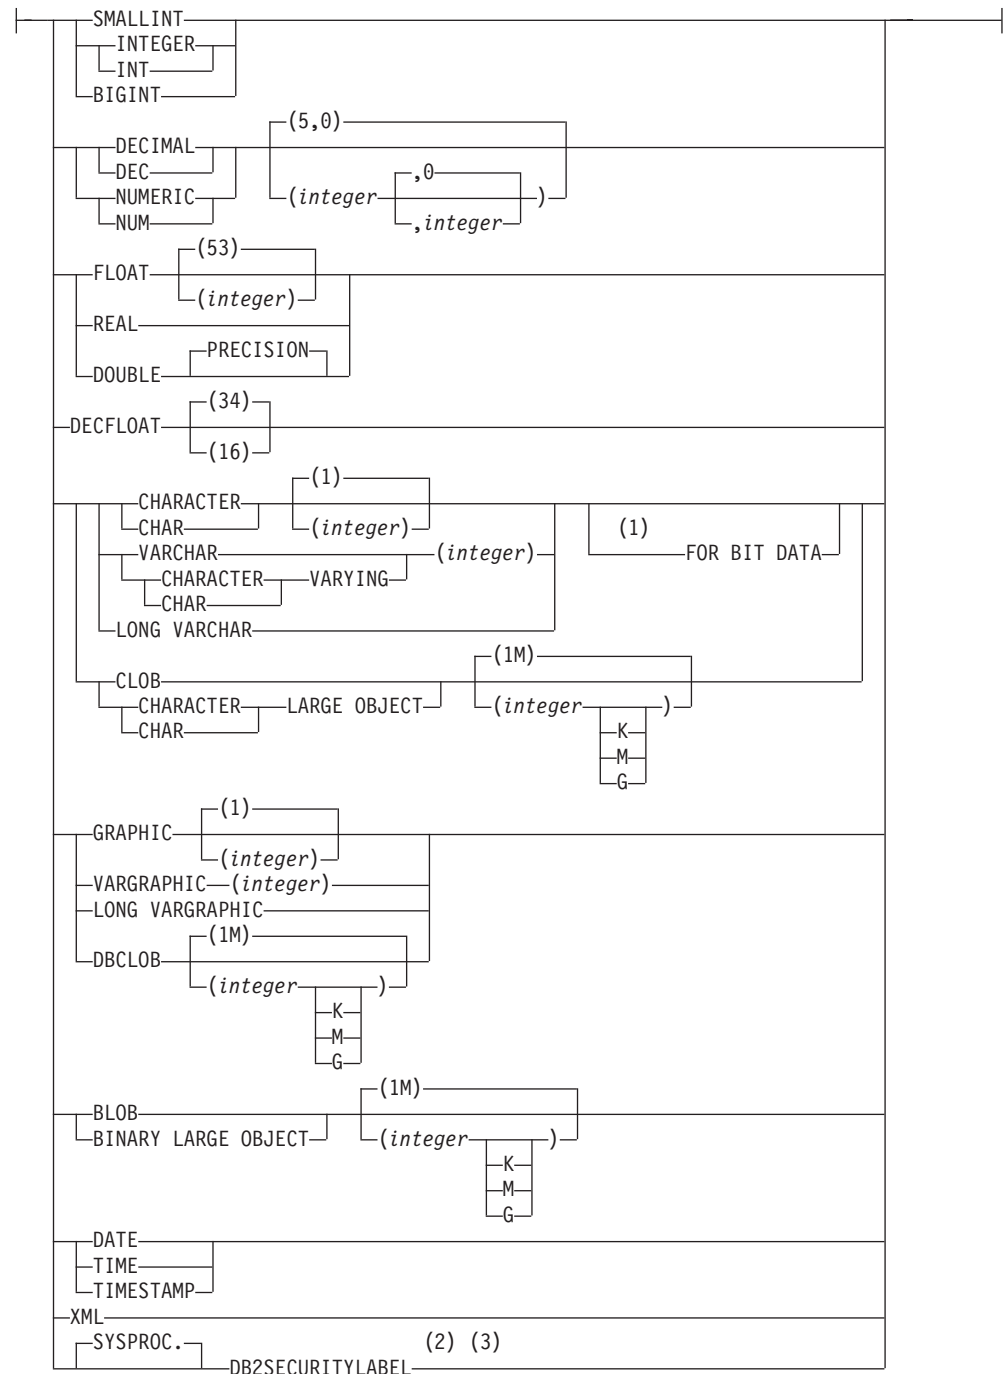 SMALLINT
INTEGER
INT
BIGINT
(5,0)
DECIMAL
DEC
(integer ,0 )
NUMERIC
NUM
,integer
(53)
FLOAT
(integer)
REAL
PRECISION
DOUBLE
(34)
DECFLOAT
(16)
(1)
CHARACTER
CHAR
(integer)
(1)
FOR BIT DATA
VARCHAR
(integer)
CHARACTER VARYING
CHAR
LONG VARCHAR
(1M)
CLOB
CHARACTER LARGE OBJECT
(integer )
CHAR
K
M
G
(1)
GRAPHIC
(integer)
VARGRAPHIC (integer)
LONG VARGRAPHIC
(1M)
DBCLOB
(integer )
K
M
G
(1M)
BLOB
BINARY LARGE OBJECT
(integer )
K
M
G
DATE
TIME
TIMESTAMP
XML
SYSPROC.
(2) (3)
DB2SECURITYLABEL